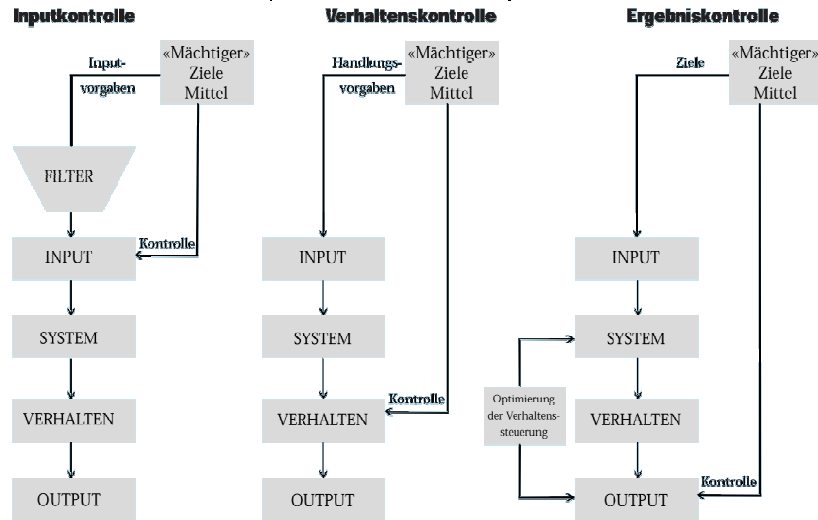 Inputkontrolle
«Mächtiger»
Ziele
Mittel
Input-
vorgaben
FILTER
Kontrolle
INPUT
SYSTEM
VERHALTEN
OUTPUT
Verhaltenskontrolle
«Mächtiger»
Ziele
Mittel
Handlungs-
vorgaben
INPUT
SYSTEM
Kontrolle
VERHALTEN
OUTPUT
Ergebniskontrolle
«Mächtiger»
Ziele
Mittel
Ziele
INPUT
SYSTEM
Optimierung
der Verhaltens-
steuerung
VERHALTEN
Kontrolle
OUTPUT